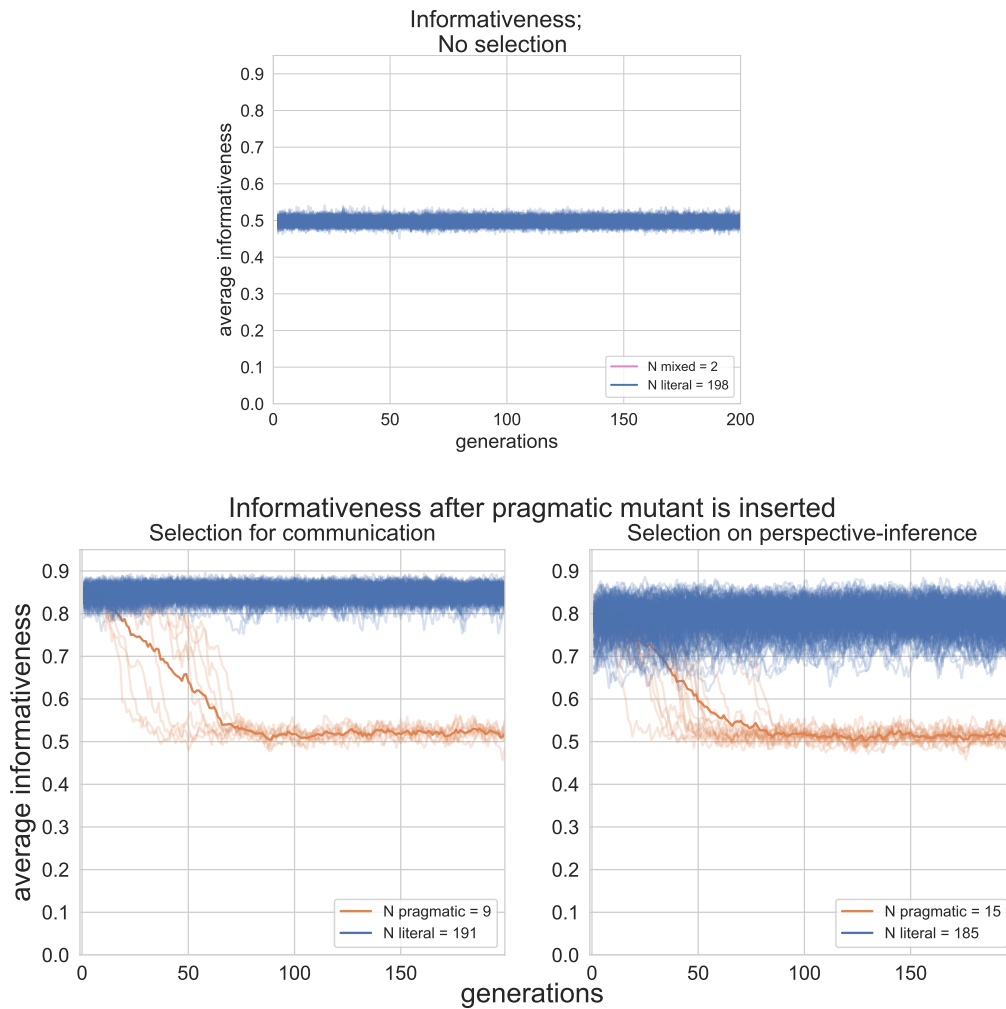 Informativeness;
No selection
average informativeness
0.9
0.8
0.7
0.6
0.5
0.4
0.3
0.2
0.1
0.0
N mixed = 2
N literal = 198
0 50 100 150 200
generations
Informativeness after pragmatic mutant is inserted
Selection for communication
average informativeness
0.9
0.8
0.7
0.6
0.5
0.4
0.3
0.2
0.1
0.0
N pragmatic = 9
N literal = 191
0 50 100 150
Selection on perspective-inference
0.9
0.8
0.7
0.6
0.5
0.4
0.3
0.2
0.1
0.0
N pragmatic = 15
N literal = 185
0 50 100 150
generations